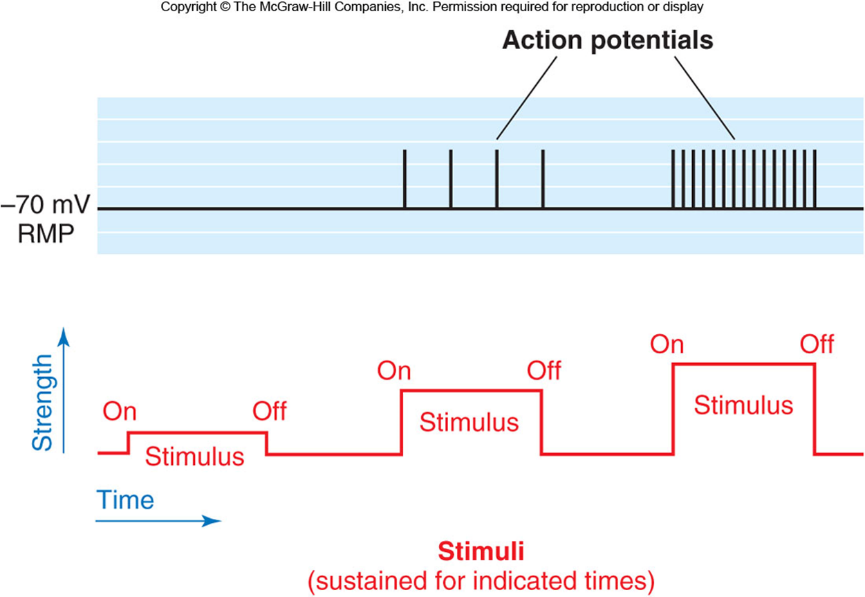 Copyright © The McGraw-Hill Companies, Inc. Permission required for reproduction or display
Action potentials
–70 mV
RMP
Strength
On
Off
Stimulus
On
Off
Stimulus
On
Off
Stimulus
Time
Stimuli
(sustained for indicated times)